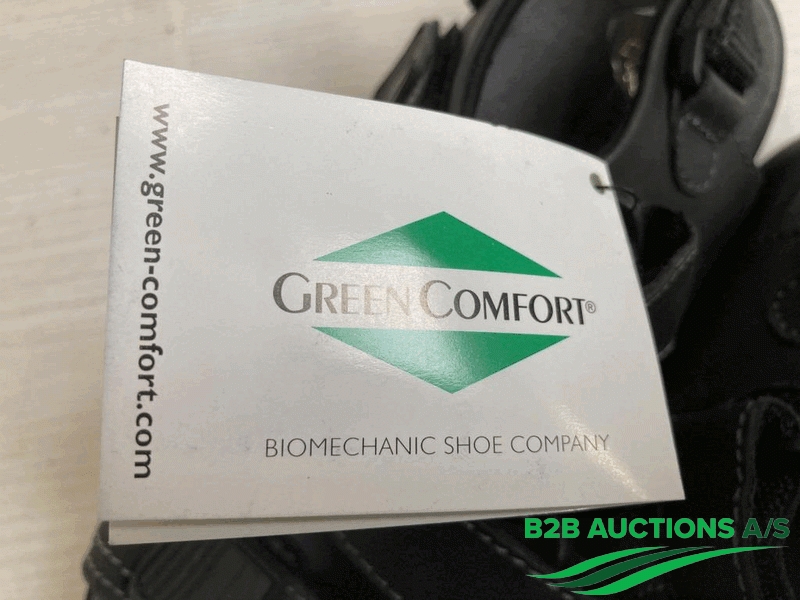 www.green-comfort.com
GREEN COMFORT®
BIOMECHANIC SHOE COMPANY
B2B AUCTIONS A/S